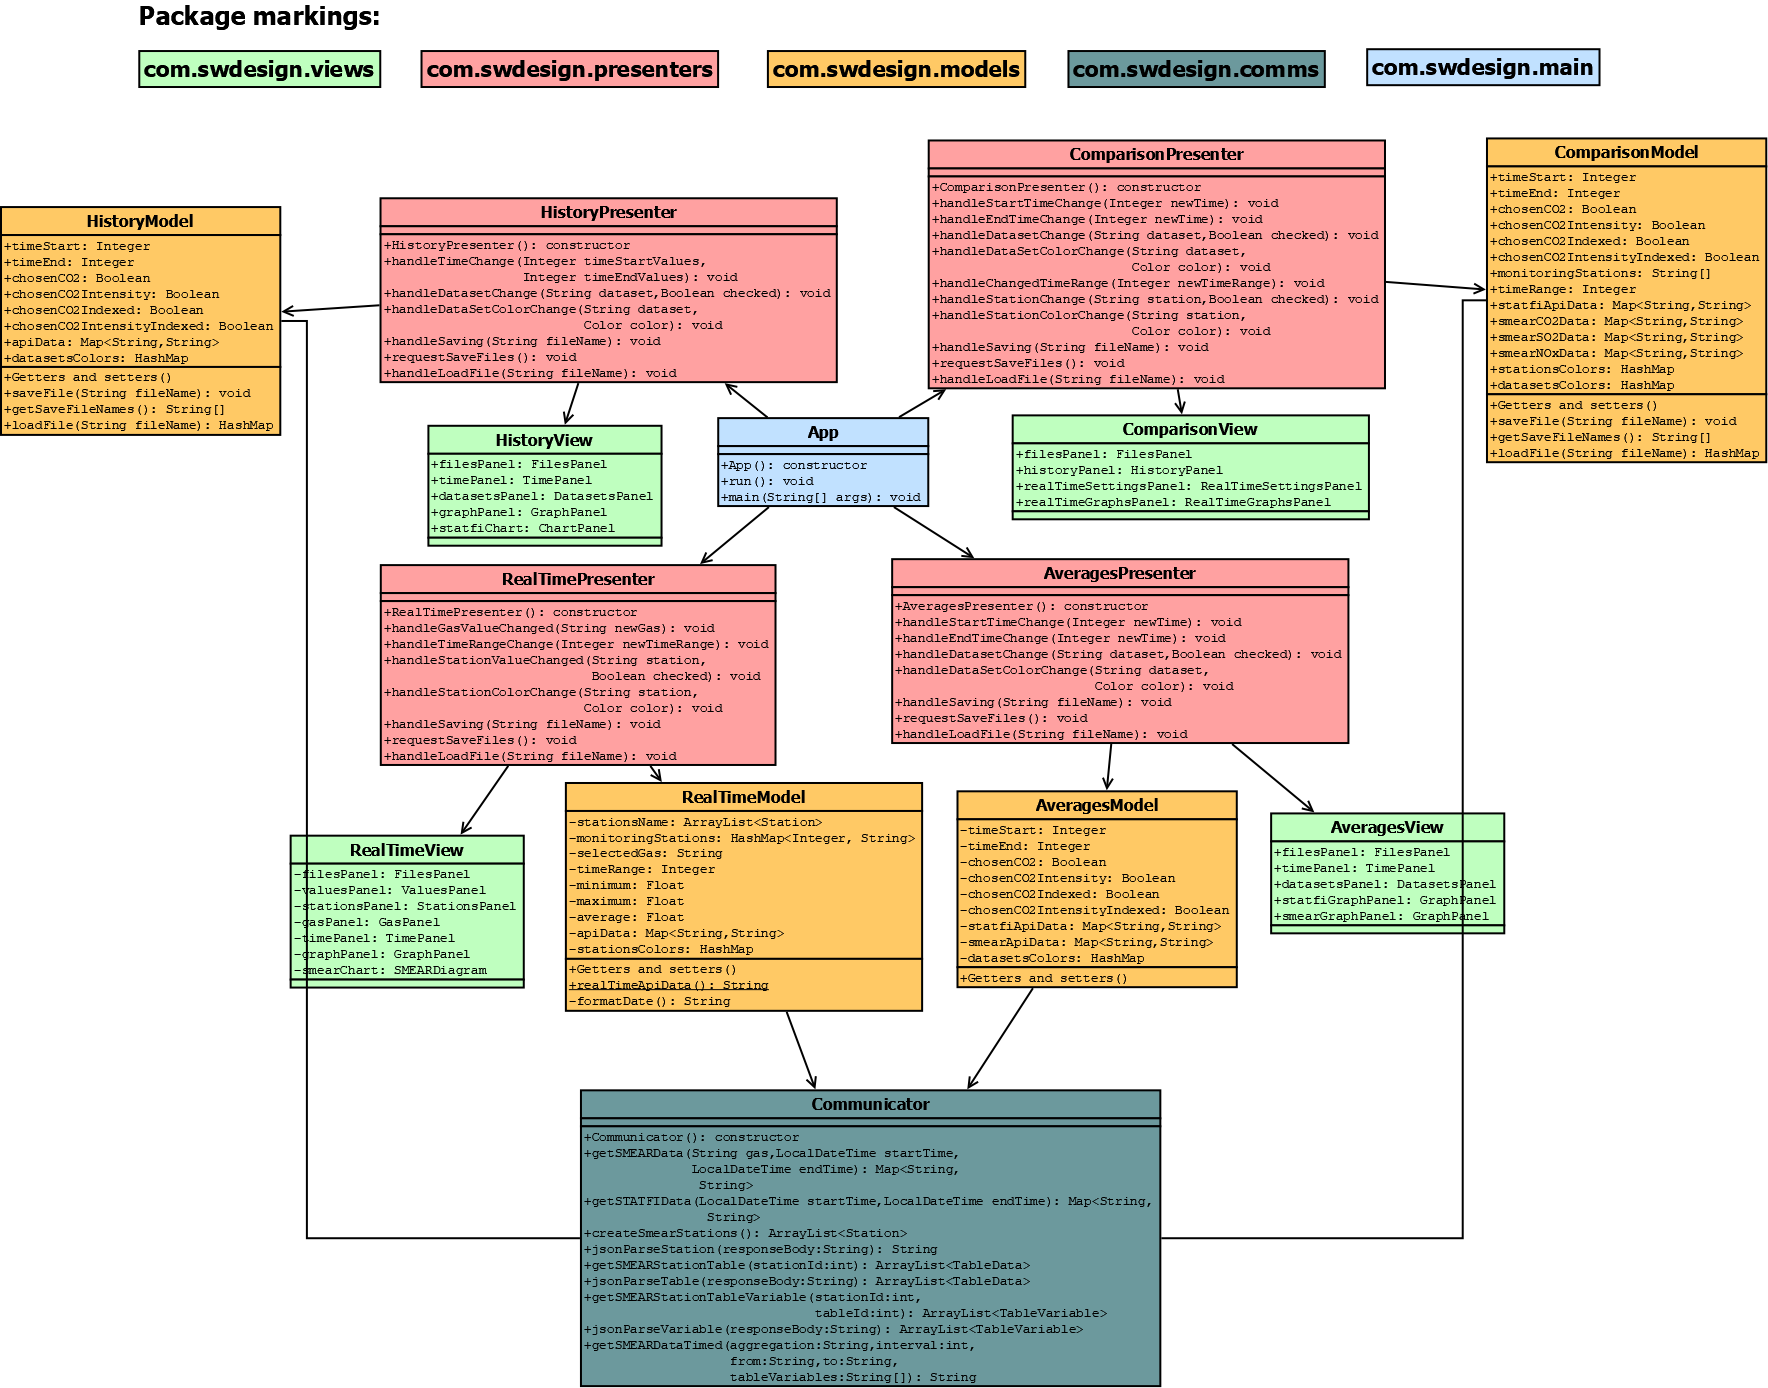 Package markings:
com.swdesign.views
com.swdesign.presenters
com.swdesign.models
com.swdesign.comms
com.swdesign.main
HistoryModel
+timeStart: Integer
+timeEnd: Integer
+chosenCO2: Boolean
+chosenCO2Intensity: Boolean
+chosenCO2Indexed: Boolean
+chosenCO2IntensityIndexed: Boolean
+apiData: Map<String,String>
+datasetsColors: HashMap
+Getters and setters()
+saveFile(String fileName): void
+getSaveFileNames(): String[]
+loadFile(String fileName): HashMap
HistoryPresenter
+HistoryPresenter(): constructor
+handleTimeChange(Integer timeStartValues,
Integer timeEndValues): void
+handleDatasetChange(String dataset,Boolean checked): void
+handleDataSetColorChange(String dataset,
Color color): void
+handleSaving(String fileName): void
+requestSaveFiles(): void
+handleLoadFile(String fileName): void
ComparisonPresenter
+ComparisonPresenter(): constructor
+handleStartTimeChange(Integer newTime): void
+handleEndTimeChange(Integer newTime): void
+handleDatasetChange(String dataset,Boolean checked): void
+handleDataSetColorChange(String dataset,
Color color): void
+handleChangedTimeRange(Integer newTimeRange): void
+handleStationChange(String station,Boolean checked): void
+handleStationColorChange(String station,
Color color): void
+handleSaving(String fileName): void
+requestSaveFiles(): void
+handleLoadFile(String fileName): void
ComparisonModel
+timeStart: Integer
+timeEnd: Integer
+chosenCO2: Boolean
+chosenCO2Intensity: Boolean
+chosenCO2Indexed: Boolean
+chosenCO2IntensityIndexed: Boolean
+monitoringStations: String[]
+timeRange: Integer
+statfiApiData: Map<String,String>
+smearCO2Data: Map<String,String>
+smearSO2Data: Map<String,String>
+smearNOxData: Map<String,String>
+stationsColors: HashMap
+datasetsColors: HashMap
+Getters and setters()
+saveFile(String fileName): void
+getSaveFileNames(): String[]
+loadFile(String fileName): HashMap
HistoryView
+filesPanel: FilesPanel
+timePanel: TimePanel
+datasetsPanel: DatasetsPanel
+graphPanel: GraphPanel
+statfiChart: ChartPanel
App
+App(): constructor
+run(): void
+main(String[] args): void
ComparisonView
+filesPanel: FilesPanel
+historyPanel: HistoryPanel
+realTimeSettingsPanel: RealTimeSettingsPanel
+realTimeGraphsPanel: RealTimeGraphsPanel
RealTimePresenter
+RealTimePresenter(): constructor
+handleGasValueChanged(String newGas): void
+handleTimeRangeChange(Integer newTimeRange): void
+handleStationValueChanged(String station,
Boolean checked): void
+handleStationColorChange(String station,
Color color): void
+handleSaving(String fileName): void
+requestSaveFiles(): void
+handleLoadFile(String fileName): void
AveragesPresenter
+AveragesPresenter(): constructor
+handleStartTimeChange(Integer newTime): void
+handleEndTimeChange(Integer newTime): void
+handleDatasetChange(String dataset,Boolean checked): void
+handleDataSetColorChange(String dataset,
Color color): void
+handleSaving(String fileName): void
+requestSaveFiles(): void
+handleLoadFile(String fileName): void
RealTimeView
-filesPanel: FilesPanel
-valuesPanel: ValuesPanel
-stationsPanel: StationsPanel
-gasPanel: GasPanel
-timePanel: TimePanel
-graphPanel: GraphPanel
-smearChart: SMEARDiagram
RealTimeModel
-stationsName: ArrayList<Station>
-monitoringStations: HashMap<Integer, String>
-selectedGas: String
-timeRange: Integer
-minimum: Float
-maximum: Float
-average: Float
-apiData: Map<String,String>
-stationsColors: HashMap
+Getters and setters()
+realTimeApiData(): String
-formatDate(): String
AveragesModel
-timeStart: Integer
-timeEnd: Integer
-chosenCO2: Boolean
-chosenCO2Intensity: Boolean
-chosenCO2Indexed: Boolean
-chosenCO2IntensityIndexed: Boolean
-statfiApiData: Map<String,String>
-smearApiData: Map<String,String>
-datasetsColors: HashMap
+Getters and setters()
AveragesView
+filesPanel: FilesPanel
+timePanel: TimePanel
+datasetsPanel: DatasetsPanel
+statfiGraphPanel: GraphPanel
+smearGraphPanel: GraphPanel
Communicator
+Communicator(): constructor
+getSMEARData(String gas,LocalDateTime startTime,
LocalDateTime endTime): Map<String,
String>
+getSTATFIData(LocalDateTime startTime,LocalDateTime endTime): Map<String,
String>
+createSmearStations(): ArrayList<Station>
+jsonParseStation(responseBody:String): String
+getSMEARStationTable(stationId:int): ArrayList<TableData>
+jsonParseTable(responseBody:String): ArrayList<TableData>
+getSMEARStationTableVariable(stationId:int,
tableId:int): ArrayList<TableVariable>
+jsonParseVariable(responseBody:String): ArrayList<TableVariable>
+getSMEARDataTimed(aggregation:String,interval:int,
from:String,to:String,
tableVariables:String[]): String